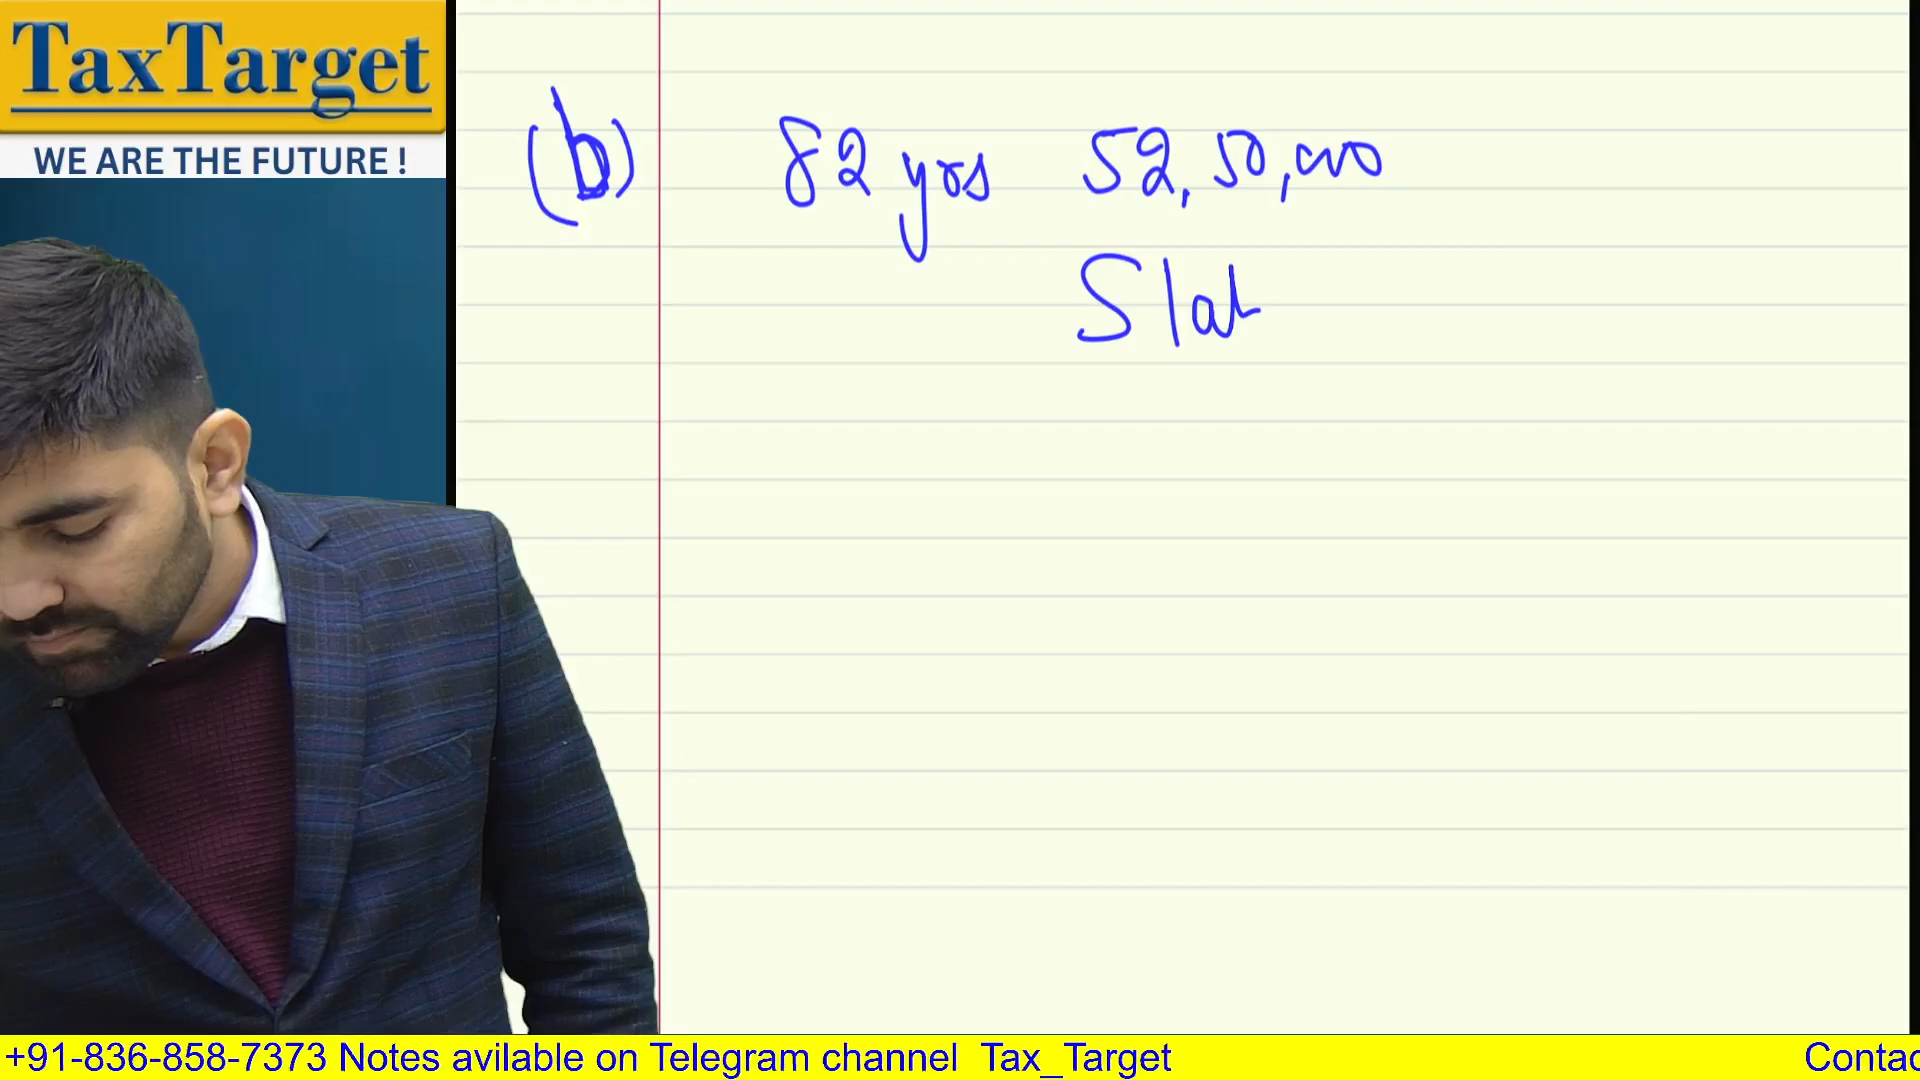 TaxTarget
WE ARE THE FUTURE !
(b) 82 yrs 52,50,000
Slab
+91-836-858-7373 Notes avilable on Telegram channel Tax_Target Contac